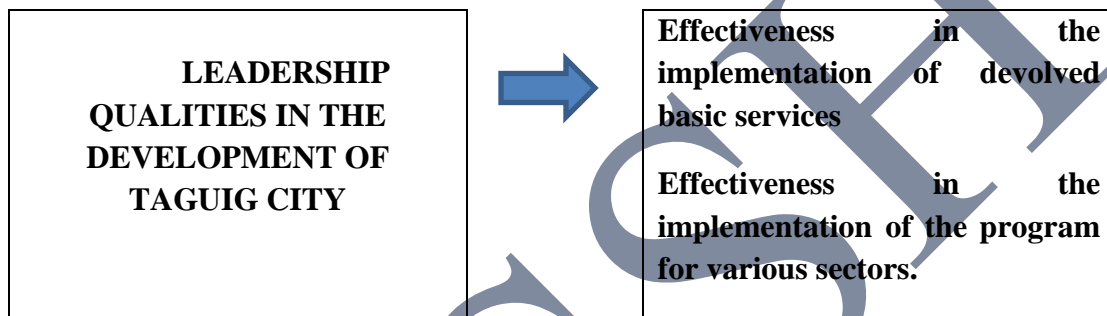 LEADERSHIP
QUALITIES IN THE
DEVELOPMENT OF
TAGUIG CITY
Effectiveness in the
implementation of devolved
basic services
Effectiveness in the
implementation of the program
for various sectors.